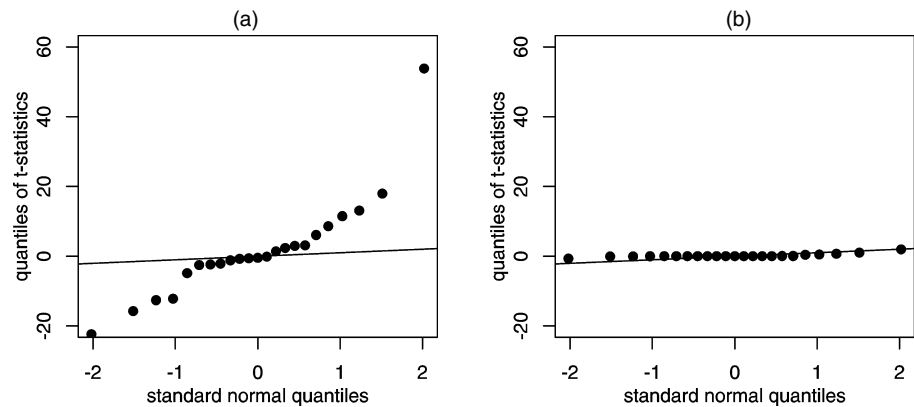 (a)
quantiles of t-statistics
60
40
20
0
-20
-2 -1 0 1 2
standard normal quantiles
(b)
quantiles of t-statistics
60
40
20
0
-20
-2 -1 0 1 2
standard normal quantiles